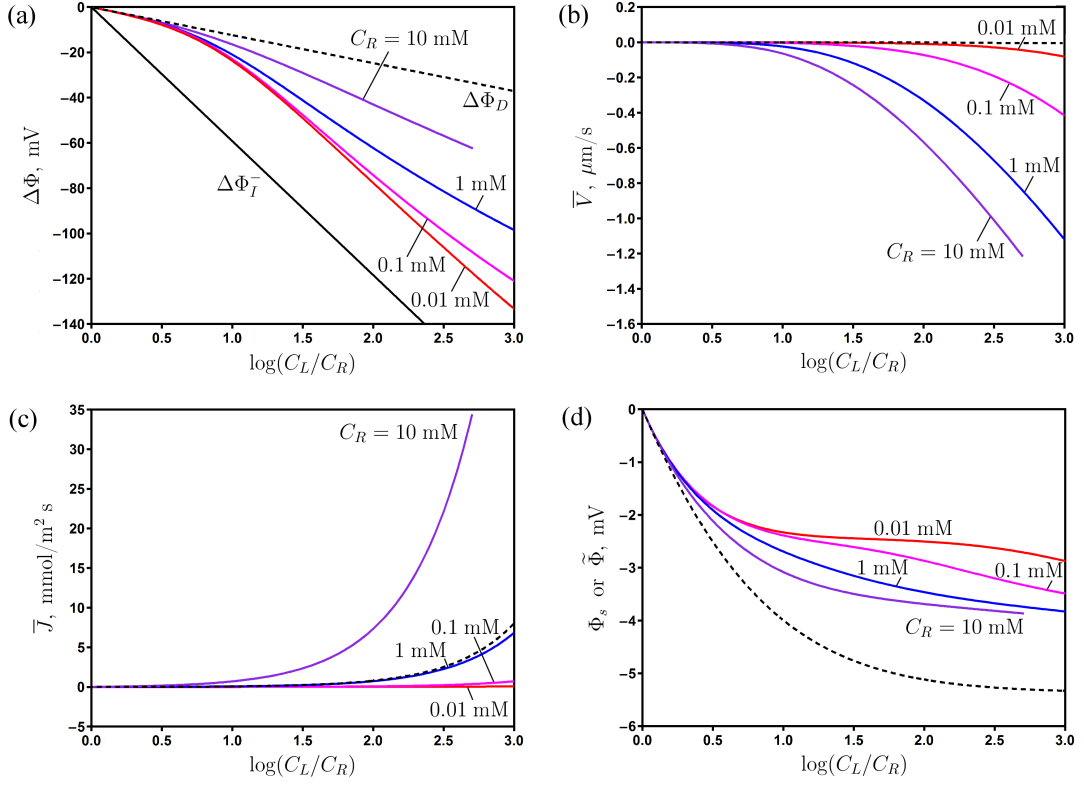 (a)
0
−20
−40
−60
−80
−100
−120
−140
ΔΦ, mV
C_R = 10 mM
ΔΦ_D
ΔΦ_I^−
1 mM
0.1 mM
0.01 mM
0.0 0.5 1.0 1.5 2.0 2.5 3.0
log(C_L/C_R)
(b)
0.2
0.0
−0.2
−0.4
−0.6
−0.8
−1.0
−1.2
−1.4
−1.6
V̅, μm/s
0.01 mM
0.1 mM
1 mM
C_R = 10 mM
0.0 0.5 1.0 1.5 2.0 2.5 3.0
log(C_L/C_R)
(c)
35
30
25
20
15
10
5
0
−5
J̅, mmol/m² s
C_R = 10 mM
0.1 mM
1 mM
0.01 mM
0.0 0.5 1.0 1.5 2.0 2.5 3.0
log(C_L/C_R)
(d)
0
−1
−2
−3
−4
−5
−6
Φ_s or Φ̃, mV
0.01 mM
1 mM
0.1 mM
C_R = 10 mM
0.0 0.5 1.0 1.5 2.0 2.5 3.0
log(C_L/C_R)